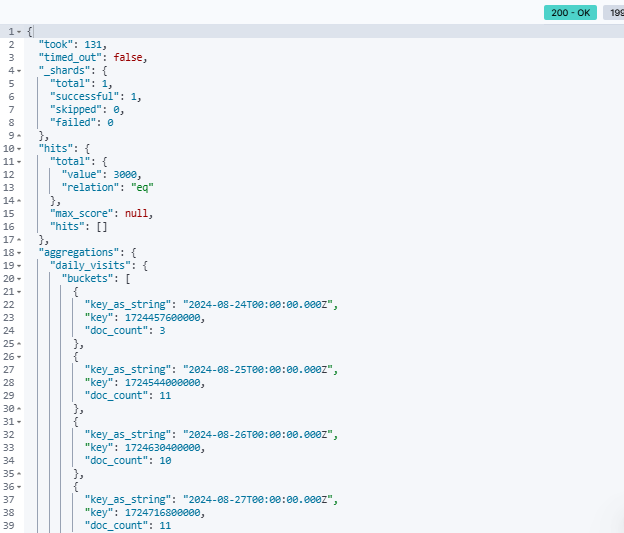 200 - OK
199
1 {
2 "took": 131,
3 "timed_out": false,
4 "_shards": {
5 "total": 1,
6 "successful": 1,
7 "skipped": 0,
8 "failed": 0
9 },
10 "hits": {
11 "total": {
12 "value": 3000,
13 "relation": "eq"
14 },
15 "max_score": null,
16 "hits": []
17 },
18 "aggregations": {
19 "daily_visits": {
20 "buckets": [
21 {
22 "key_as_string": "2024-08-24T00:00:00.000Z",
23 "key": 1724457600000,
24 "doc_count": 3
25 },
26 {
27 "key_as_string": "2024-08-25T00:00:00.000Z",
28 "key": 1724544000000,
29 "doc_count": 11
30 },
31 {
32 "key_as_string": "2024-08-26T00:00:00.000Z",
33 "key": 1724630400000,
34 "doc_count": 10
35 },
36 {
37 "key_as_string": "2024-08-27T00:00:00.000Z",
38 "key": 1724716800000,
39 "doc_count": 11